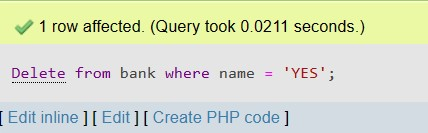 1 row affected. (Query took 0.0211 seconds.)
Delete from bank where name = 'YES';
[ Edit inline ] [ Edit ] [ Create PHP code ]